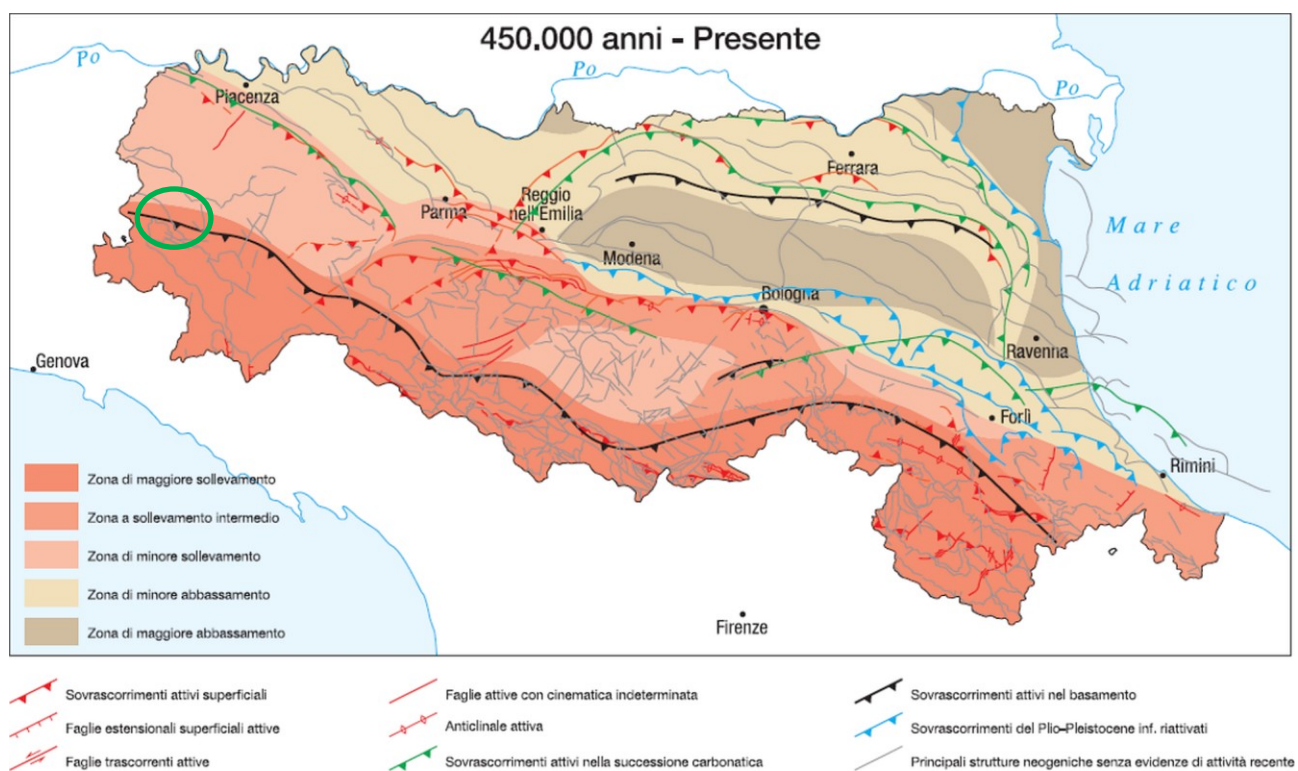 450.000 anni - Presente
Po
Po
Po
Piacenza
Ferrara
Parma
Reggio
nell'Emilia
Modena
Mare
Adriatico
Bologna
Ravenna
Genova
Forlì
Rimini
Firenze
Zona di maggiore sollevamento
Zona a sollevamento intermedio
Zona di minore sollevamento
Zona di minore abbassamento
Zona di maggiore abbassamento
Sovrascorrimenti attivi superficiali
Faglie attive con cinematica indeterminata
Sovrascorrimenti attivi nel basamento
Faglie estensionali superficiali attive
Anticlinale attiva
Sovrascorrimenti del Plio-Pleistocene inf. riattivati
Faglie trascorrenti attive
Sovrascorrimenti attivi nella successione carbonatica
Principali strutture neogeniche senza evidenze di attività recente